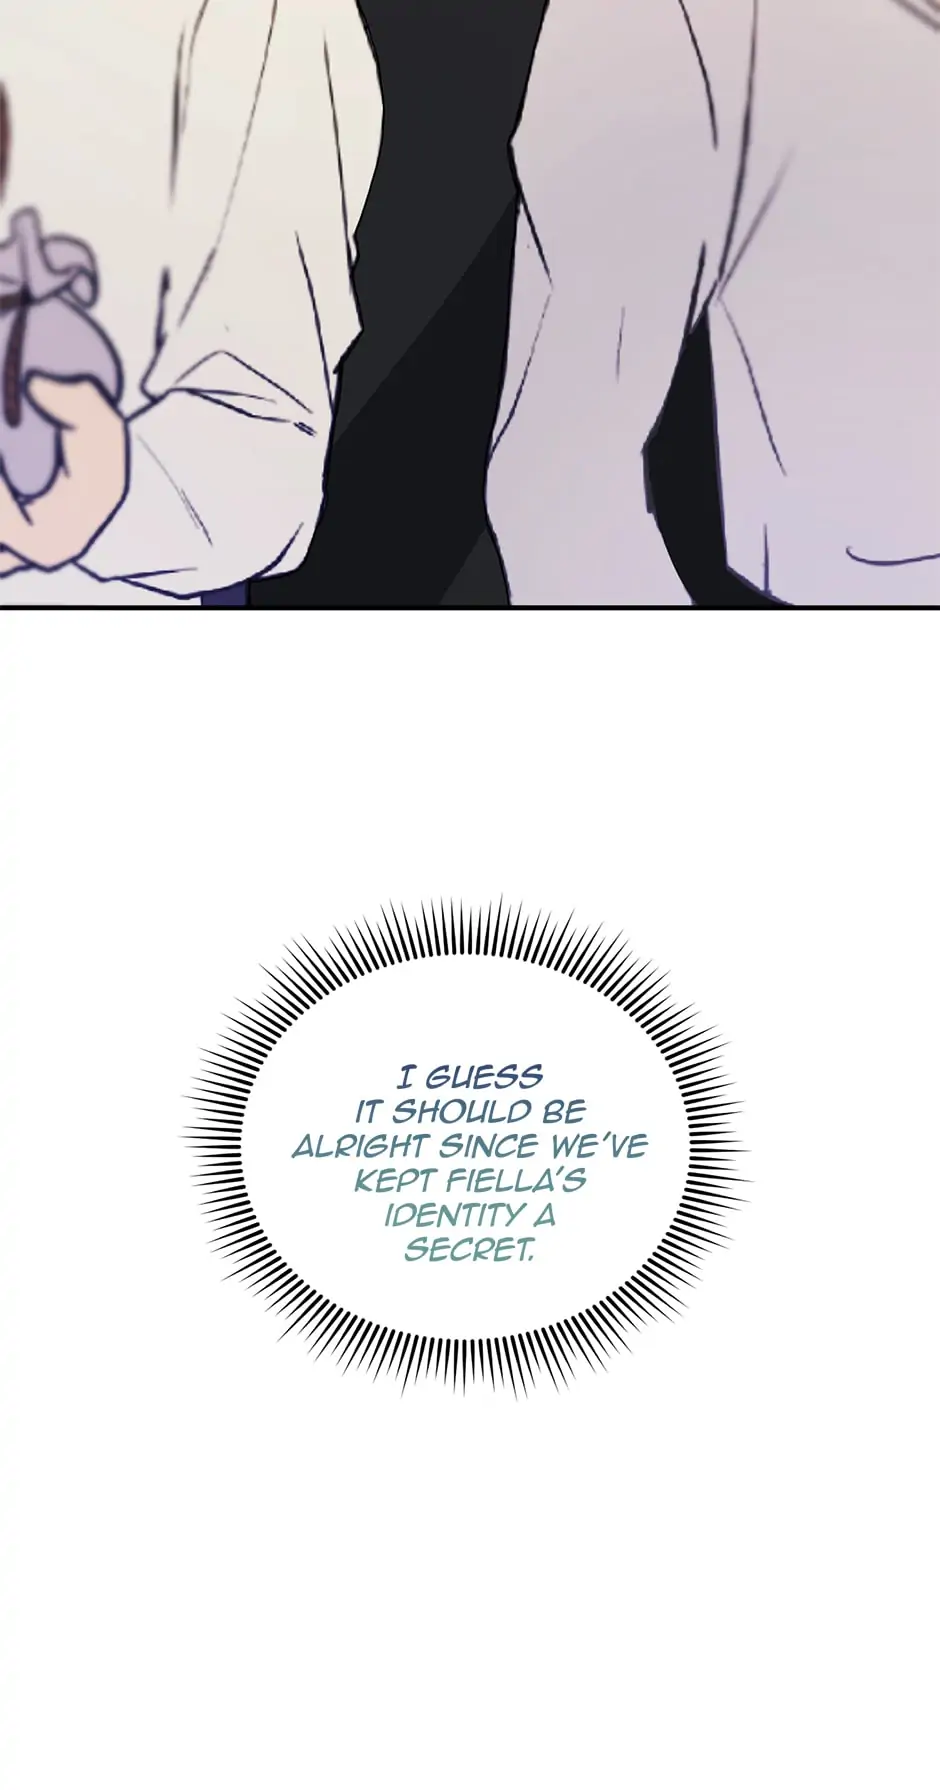 I GUESS
IT SHOULD BE
ALRIGHT SINCE WE'VE
KEPT FIELLA'S
IDENTITY A
SECRET.